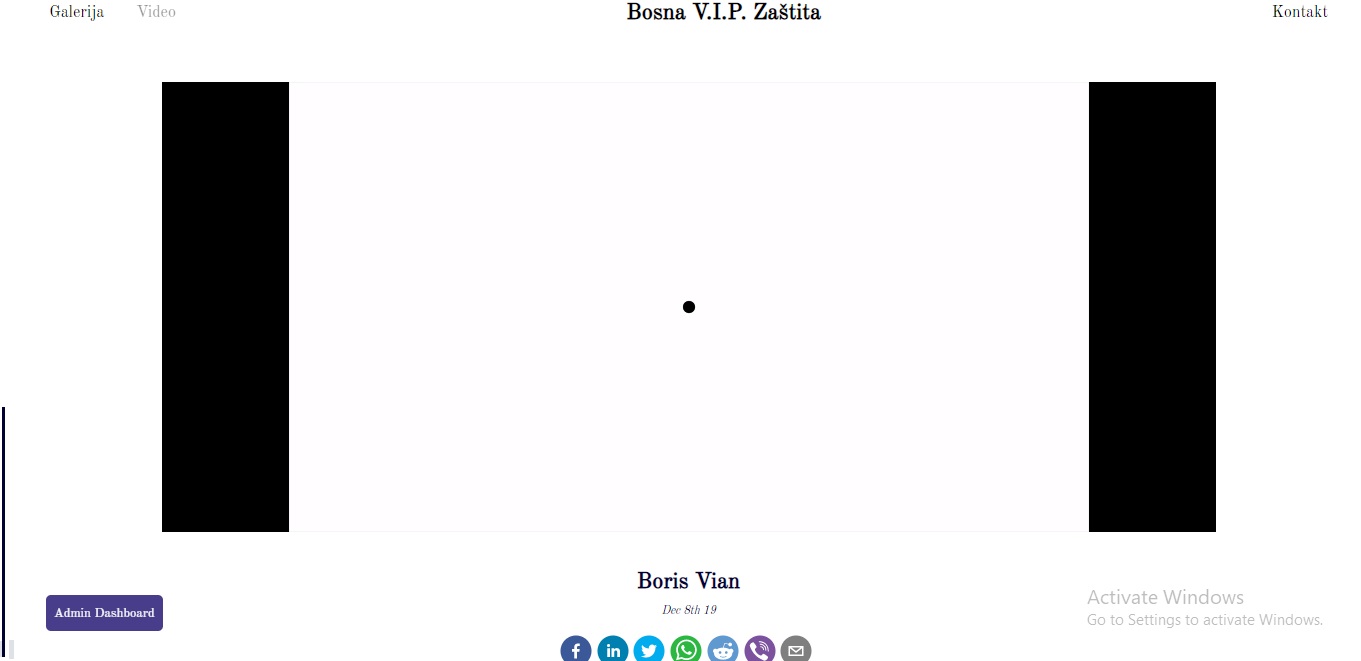 Galerija Video Bosna V.I.P. Zaštita Kontakt
Boris Vian
Dec 8th 19
Admin Dashboard
Activate Windows
Go to Settings to activate Windows.